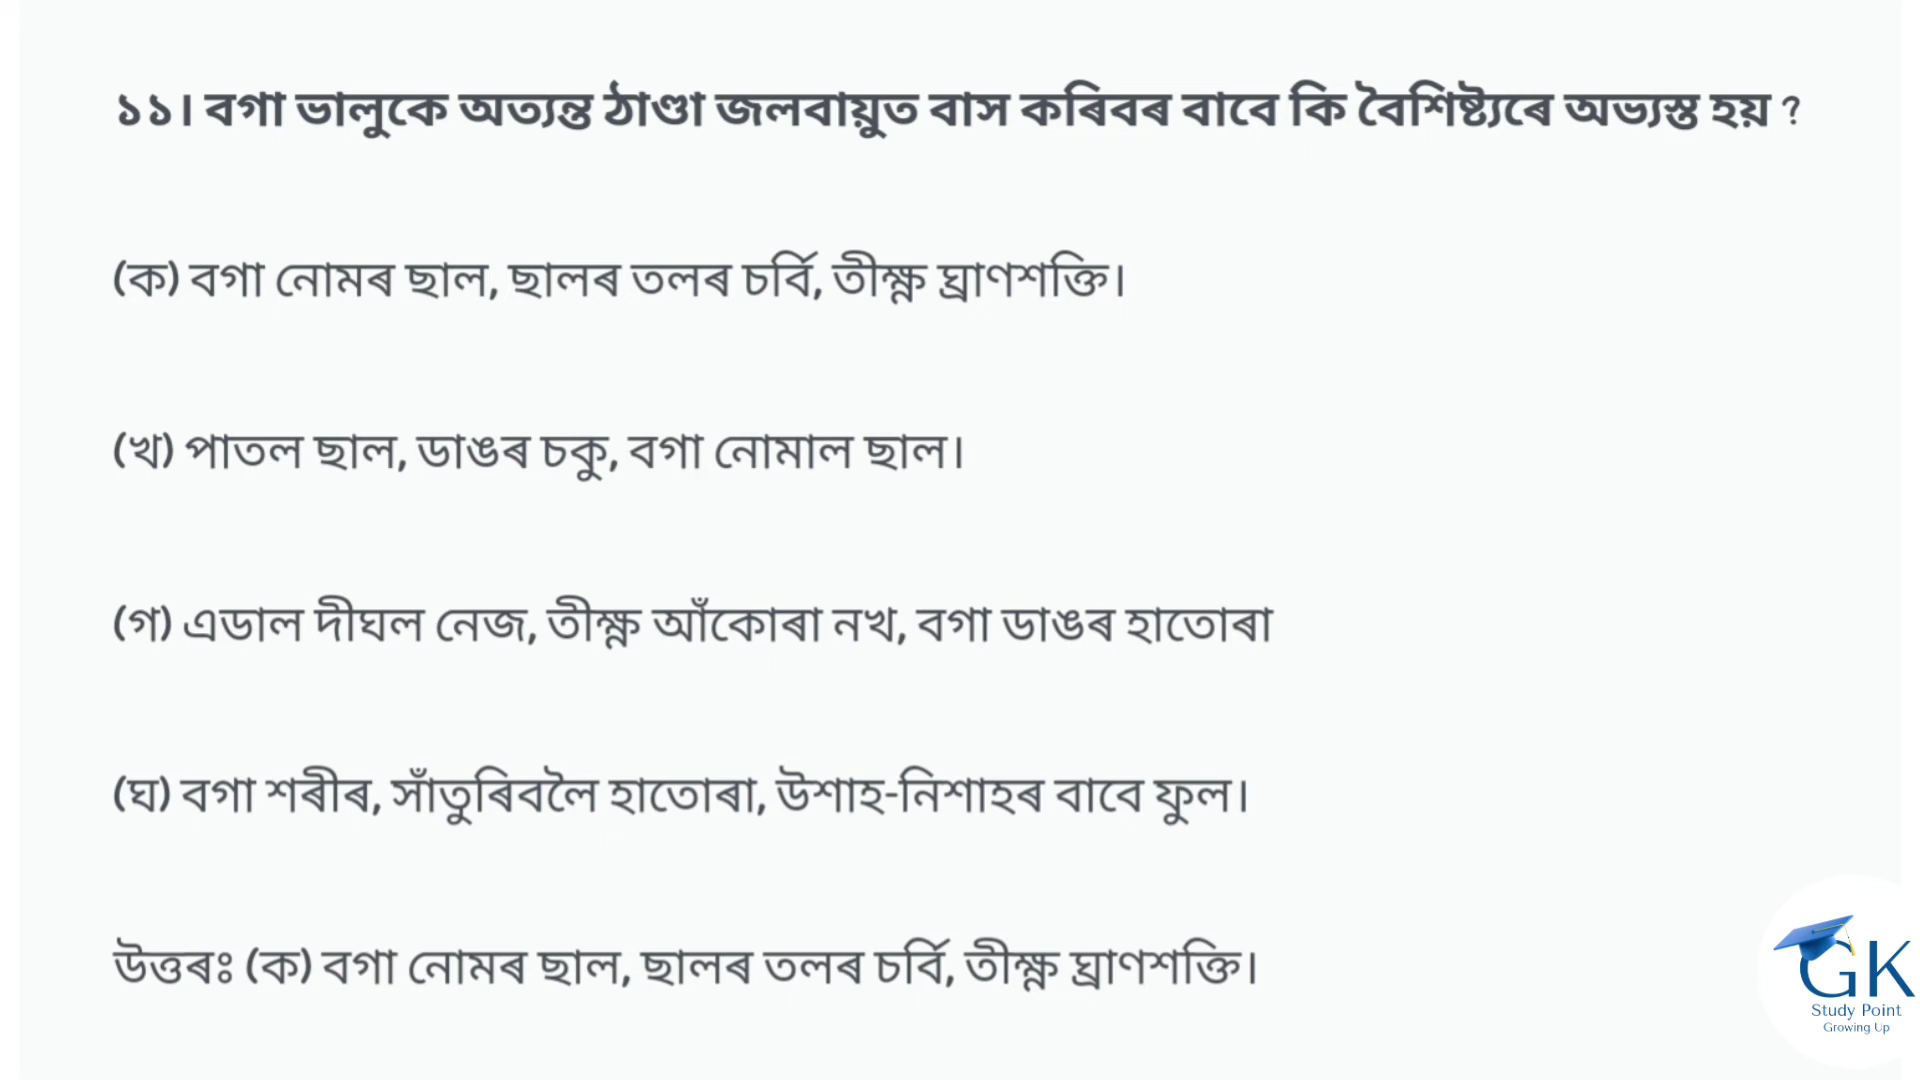 ১১। বগা ভালুকে অত্যন্ত ঠাণ্ডা জলবায়ুত বাস কৰিবৰ বাবে কি বৈশিষ্ট্যৰে অভ্যস্ত হয় ?
(ক) বগা নোমৰ ছাল, ছালৰ তলৰ চৰ্বি, তীক্ষ্ণ ঘ্ৰাণশক্তি।
(খ) পাতল ছাল, ডাঙৰ চকু, বগা নোমাল ছাল।
(গ) এডাল দীঘল নেজ, তীক্ষ্ণ আঁকোৰা নখ, বগা ডাঙৰ হাতোৰা
(ঘ) বগা শৰীৰ, সাঁতুৰিবলৈ হাতোৰা, উশাহ-নিশাহৰ বাবে ফুল।
উত্তৰঃ (ক) বগা নোমৰ ছাল, ছালৰ তলৰ চৰ্বি, তীক্ষ্ণ ঘ্ৰাণশক্তি।
GK
Study Point
Growing Up